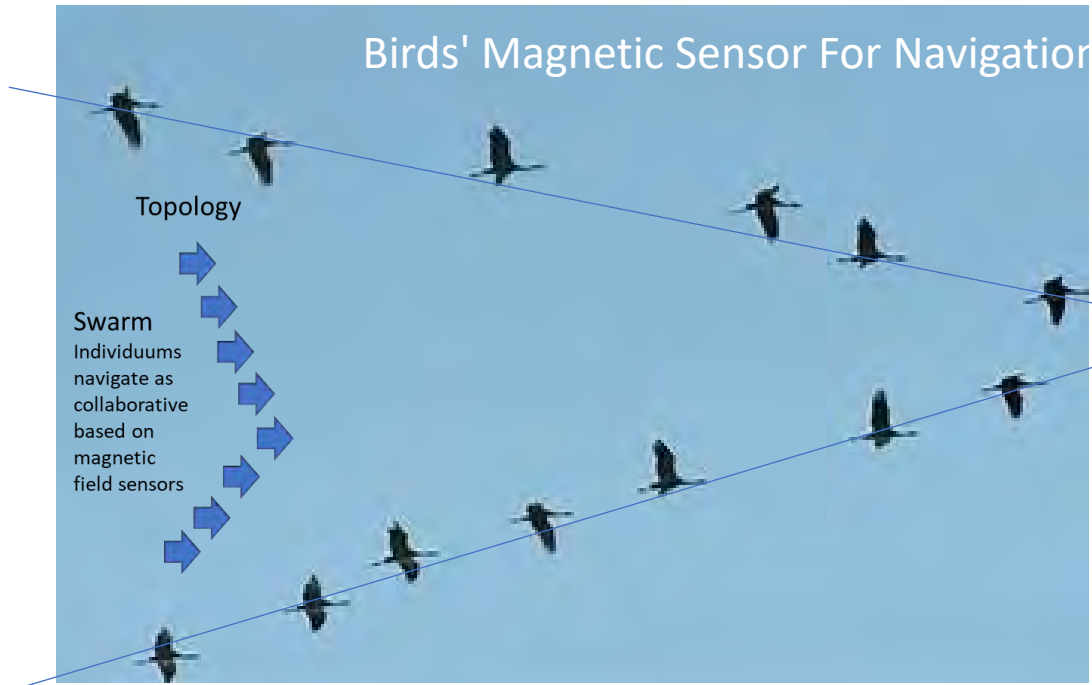 Birds' Magnetic Sensor For Navigation
Topology
Swarm
Individuums
navigate as
collaborative
based on
magnetic
field sensors